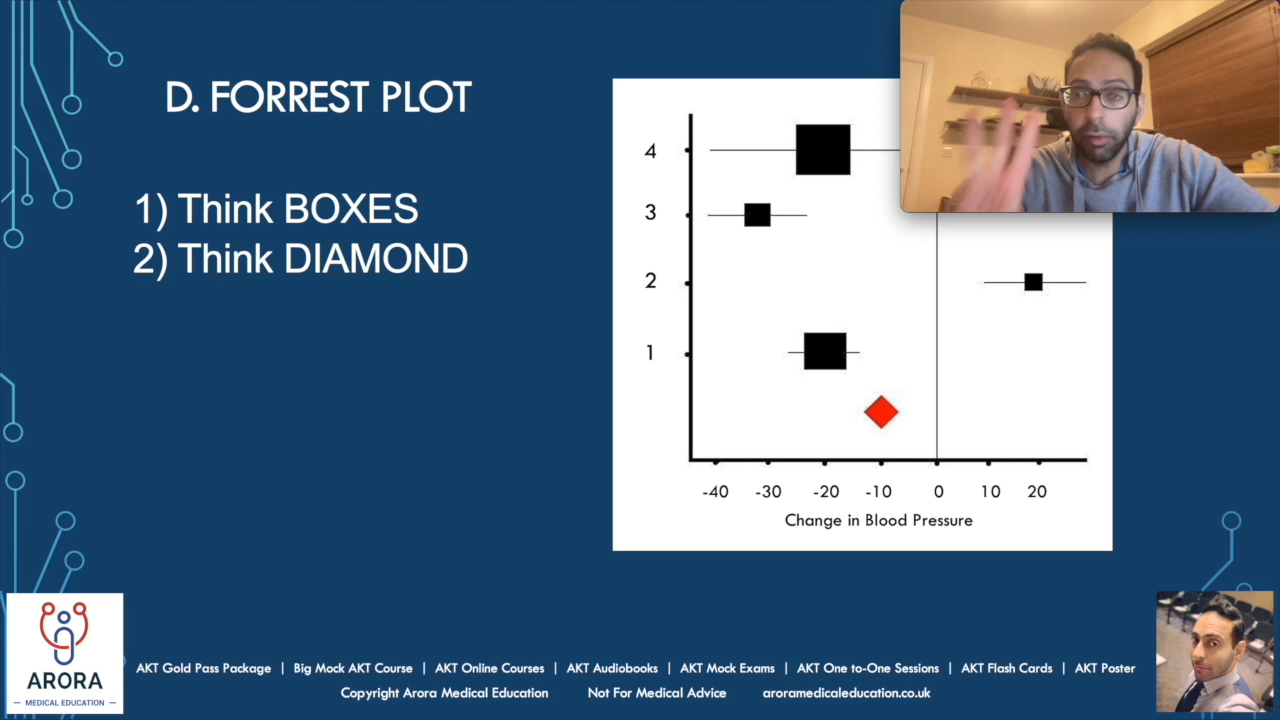 D. FORREST PLOT
1) Think BOXES
2) Think DIAMOND
4
3
2
1
-40 -30 -20 -10 0 10 20
Change in Blood Pressure
ARORA
MEDICAL EDUCATION
AKT Gold Pass Package | Big Mock AKT Course | AKT Online Courses | AKT Audiobooks | AKT Mock Exams | AKT One to-One Sessions | AKT Flash Cards | AKT Poster
Copyright Arora Medical Education Not For Medical Advice aroramedicaleducation.co.uk